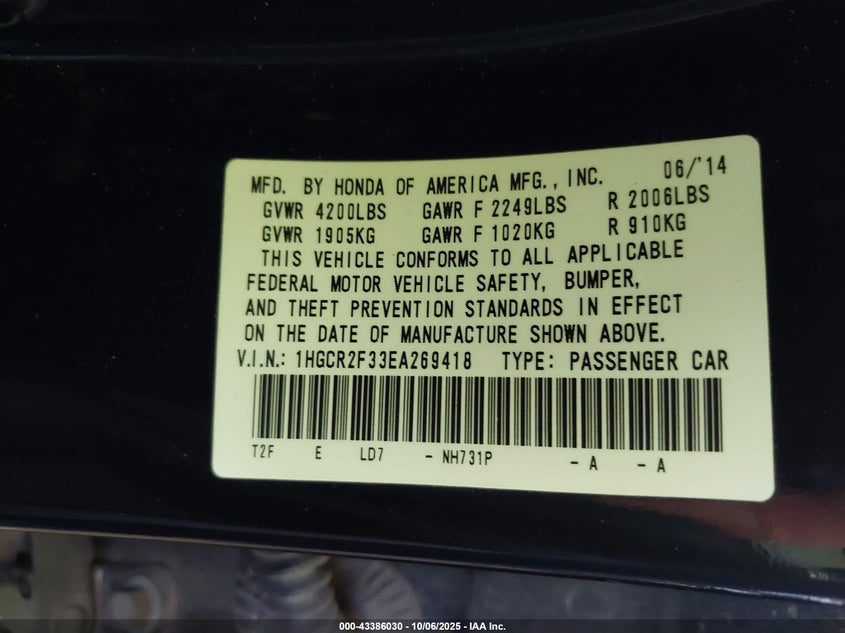 MFD. BY HONDA OF AMERICA MFG., INC. 06/'14
GVWR 4200LBS GAWR F 2249LBS R 2006LBS
GVWR 1905KG GAWR F 1020KG R 910KG
THIS VEHICLE CONFORMS TO ALL APPLICABLE
FEDERAL MOTOR VEHICLE SAFETY, BUMPER,
AND THEFT PREVENTION STANDARDS IN EFFECT
ON THE DATE OF MANUFACTURE SHOWN ABOVE.
V.I.N.: 1HGCR2F33EA269418 TYPE: PASSENGER CAR
T2F E LD7 - NH731P - A - A
000-43386030 - 10/06/2025 - IAA Inc.